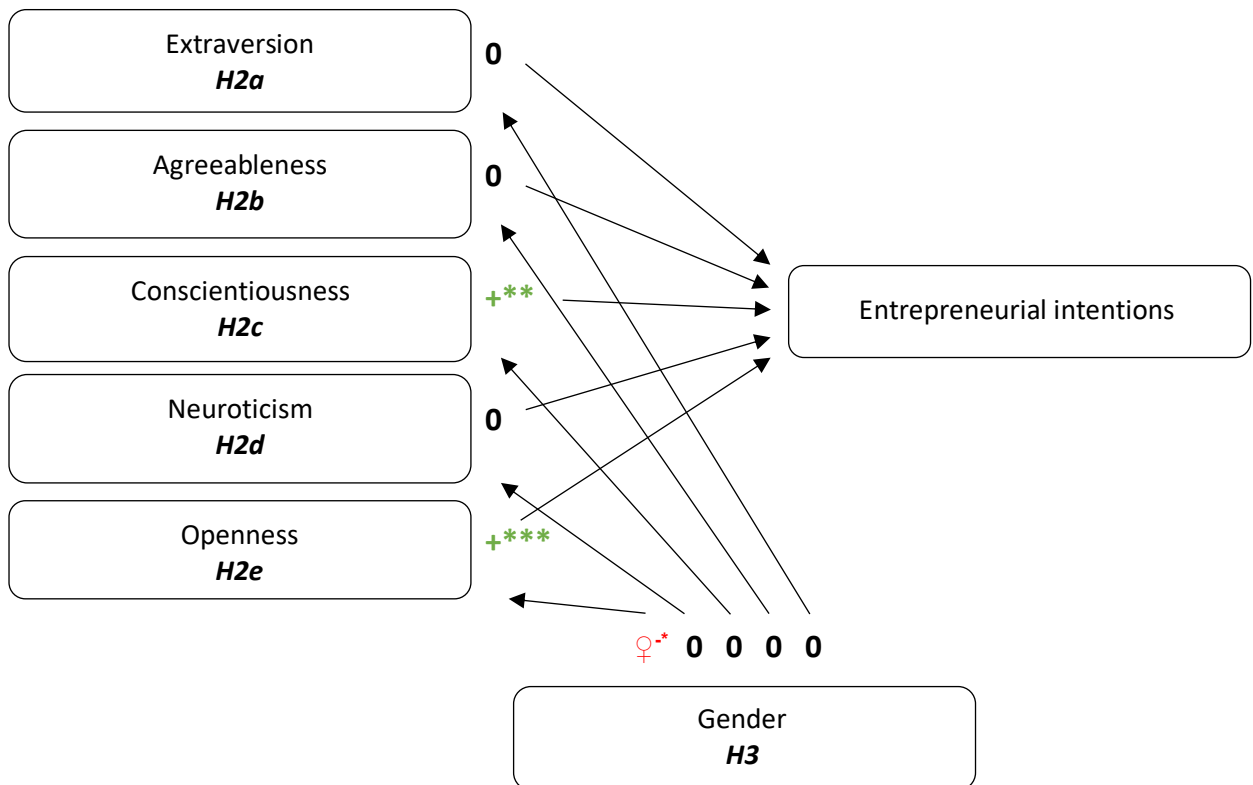 Extraversion
H2a
0
Agreeableness
H2b
0
Conscientiousness
H2c
+**
Entrepreneurial intentions
Neuroticism
H2d
0
Openness
H2e
+***
♀-* 0 0 0 0
Gender
H3